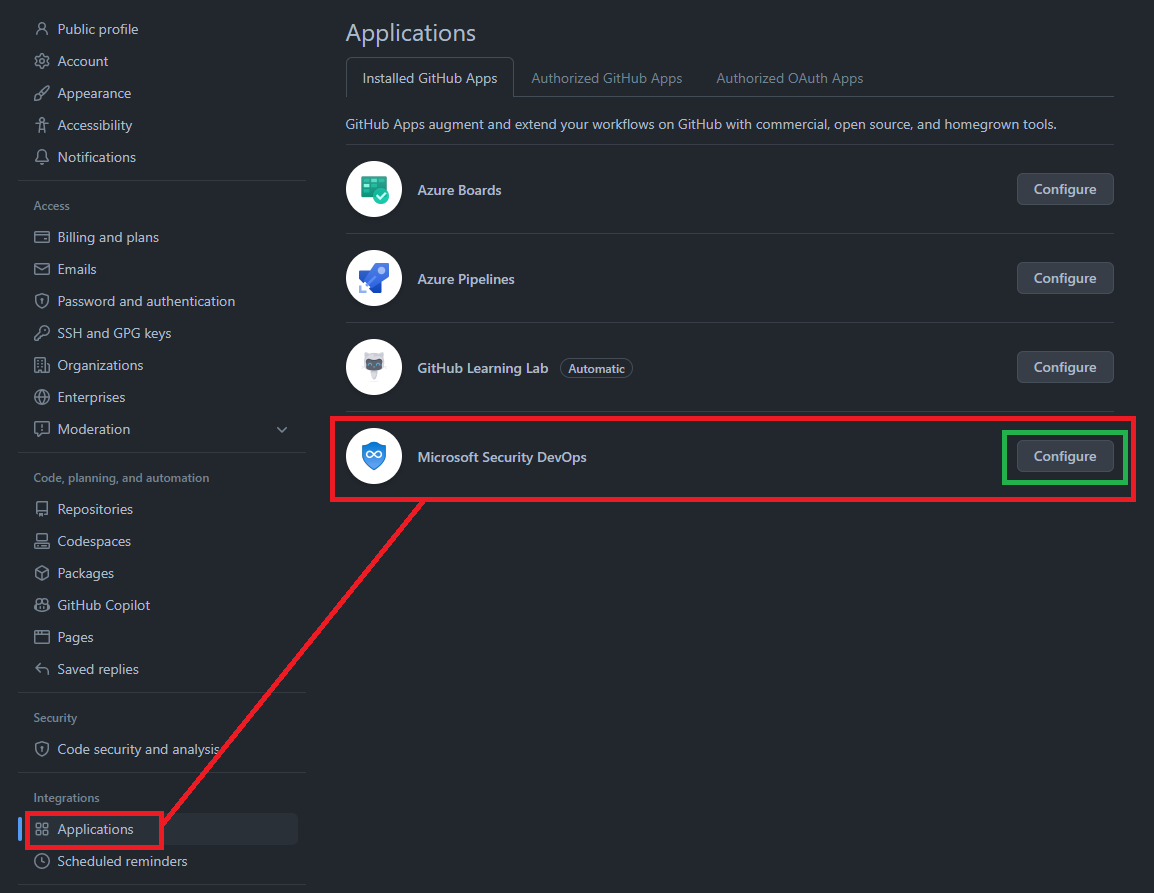 Public profile
Account
Appearance
Accessibility
Notifications
Access
Billing and plans
Emails
Password and authentication
SSH and GPG keys
Organizations
Enterprises
Moderation
Code, planning, and automation
Repositories
Codespaces
Packages
GitHub Copilot
Pages
Saved replies
Security
Code security and analysis
Integrations
Applications
Scheduled reminders
Applications
Installed GitHub Apps Authorized GitHub Apps Authorized OAuth Apps
GitHub Apps augment and extend your workflows on GitHub with commercial, open source, and homegrown tools.
Azure Boards Configure
Azure Pipelines Configure
GitHub Learning Lab Automatic Configure
Microsoft Security DevOps Configure